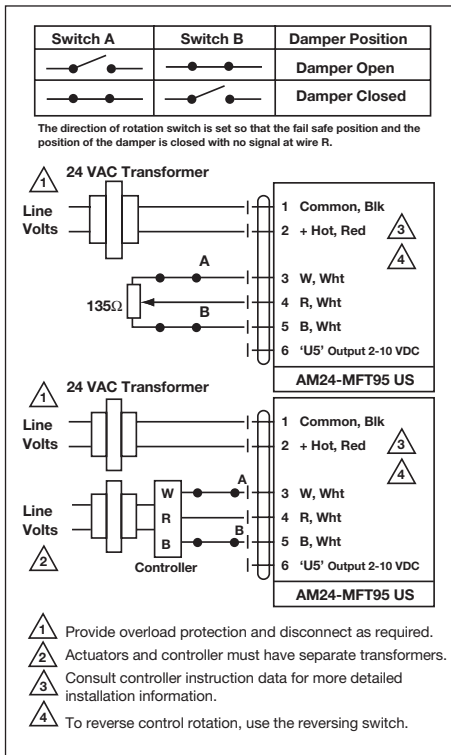 Switch A Switch B Damper Position
Damper Open
Damper Closed
The direction of rotation switch is set so that the fail safe position and the
position of the damper is closed with no signal at wire R.
1 24 VAC Transformer
Line
Volts
1 Common, Blk
2 + Hot, Red
3
4
A
3 W, Wht
135Ω
4 R, Wht
B
5 B, Wht
6 ‘U5’ Output 2-10 VDC
AM24-MFT95 US
1 24 VAC Transformer
Line
Volts
1 Common, Blk
2 + Hot, Red
3
4
W A 3 W, Wht
Line
Volts
R 4 R, Wht
B B 5 B, Wht
2
Controller
6 ‘U5’ Output 2-10 VDC
AM24-MFT95 US
1 Provide overload protection and disconnect as required.
2 Actuators and controller must have separate transformers.
3 Consult controller instruction data for more detailed
installation information.
4 To reverse control rotation, use the reversing switch.